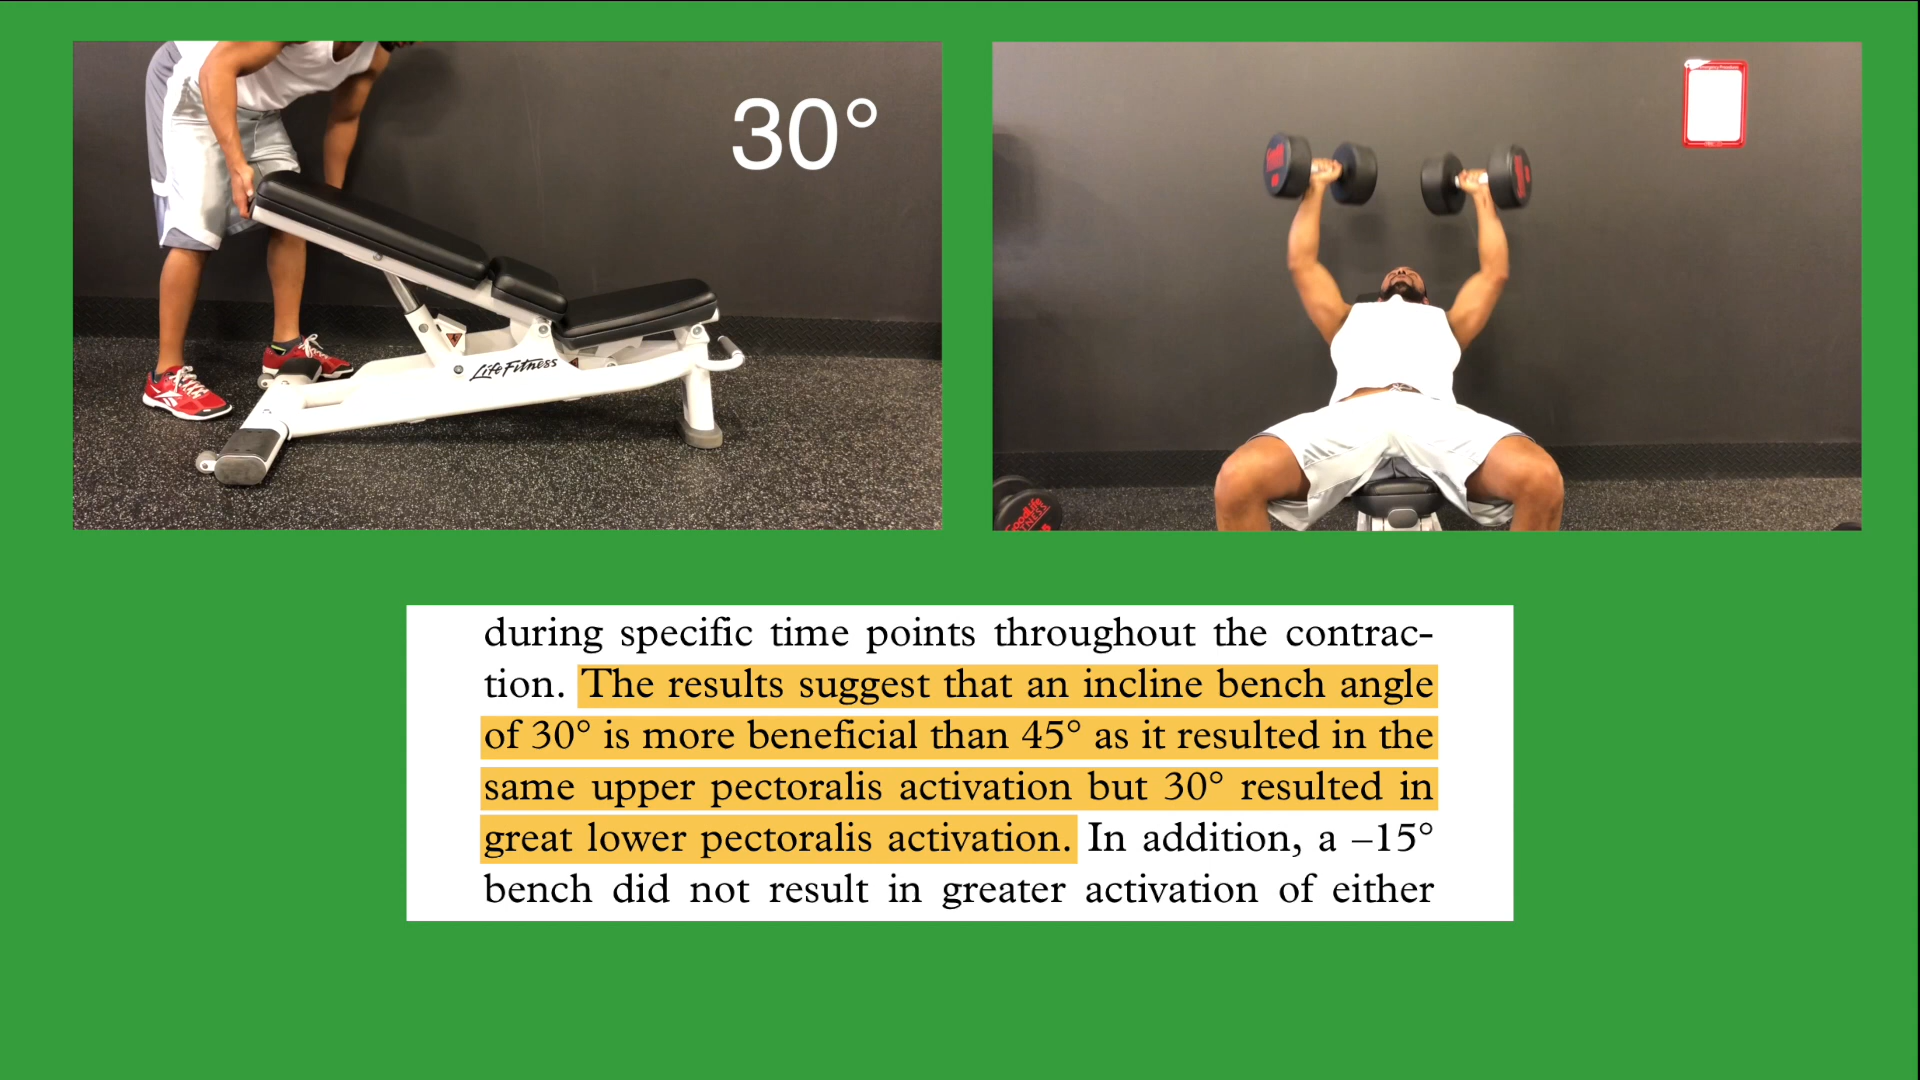 30°
LifeFitness
GoodLife
FITNESS
during specific time points throughout the contrac-
tion. The results suggest that an incline bench angle
of 30° is more beneficial than 45° as it resulted in the
same upper pectoralis activation but 30° resulted in
great lower pectoralis activation. In addition, a –15°
bench did not result in greater activation of either